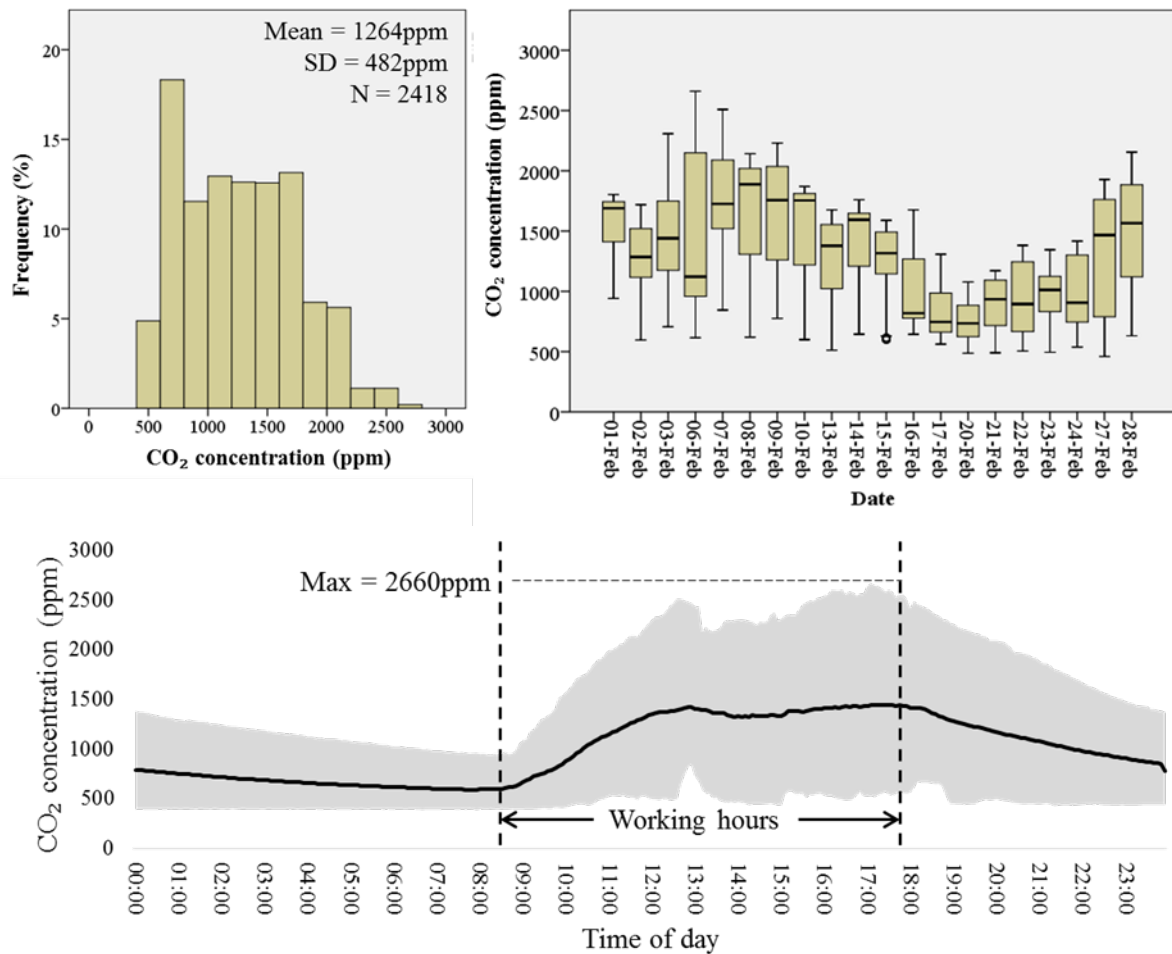 Mean = 1264ppm
SD = 482ppm
N = 2418
Frequency (%)
20
15
10
5
0
0 500 1000 1500 2000 2500 3000
CO₂ concentration (ppm)
CO₂ concentration (ppm)
3000
2500
2000
1500
1000
500
0
01-Feb
02-Feb
03-Feb
06-Feb
07-Feb
08-Feb
09-Feb
10-Feb
13-Feb
14-Feb
15-Feb
16-Feb
17-Feb
20-Feb
21-Feb
22-Feb
23-Feb
24-Feb
27-Feb
28-Feb
Date
CO₂ concentration (ppm)
3000
2500
2000
1500
1000
500
0
Max = 2660ppm
Working hours
00:00
01:00
02:00
03:00
04:00
05:00
06:00
07:00
08:00
09:00
10:00
11:00
12:00
13:00
14:00
15:00
16:00
17:00
18:00
19:00
20:00
21:00
22:00
23:00
Time of day